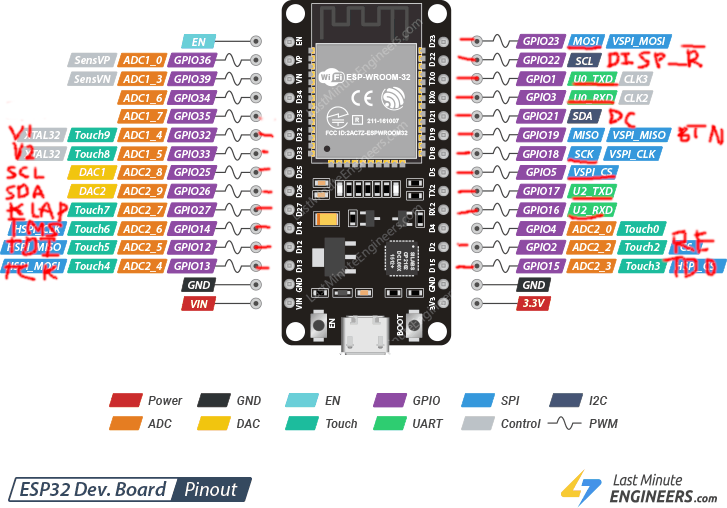 EN EN D23 GPIO23 MOSI VSPI_MOSI
SensVP ADC1_0 GPIO36 VP D22 GPIO22 SCL DISP_R
SensVN ADC1_3 GPIO39 VN TX0 GPIO1 U0_TXD CLK3
ADC1_6 GPIO34 D34 RX0 GPIO3 U0_RXD CLK2
ADC1_7 GPIO35 D35 D21 GPIO21 SDA DC
V1 Touch9 ADC1_4 GPIO32 D32 D19 GPIO19 MISO VSPI_MISO BTN
V2 XTAL32 Touch8 ADC1_5 GPIO33 D33 D18 GPIO18 SCK VSPI_CLK
SCL DAC1 ADC2_8 GPIO25 D25 D5 GPIO5 VSPI_CS
SDA DAC2 ADC2_9 GPIO26 D26 TX2 GPIO17 U2_TXD
KLAP Touch7 ADC2_7 GPIO27 D27 RX2 GPIO16 U2_RXD
HSPI_CLK Touch6 ADC2_6 GPIO14 D14 D4 GPIO4 ADC2_0 Touch0
HSPI_MISO Touch5 ADC2_5 GPIO12 D12 D2 GPIO2 ADC2_2 Touch2
HSPI_MOSI Touch4 ADC2_4 GPIO13 D13 D15 GPIO15 ADC2_3 Touch3 HSPI_CS TDO
TCK
GND GND GND GND
VIN VIN 3V3 3.3V
WiFi ESP-WROOM-32
CE
R 211-161007
FCC ID:2AC7Z-ESPWROOM32
SILABS
CP2102
EN BOOT
LastMinuteEngineers.com
Power GND EN GPIO SPI I2C
ADC DAC Touch UART Control PWM
ESP32 Dev. Board Pinout
Last Minute
ENGINEERS.com